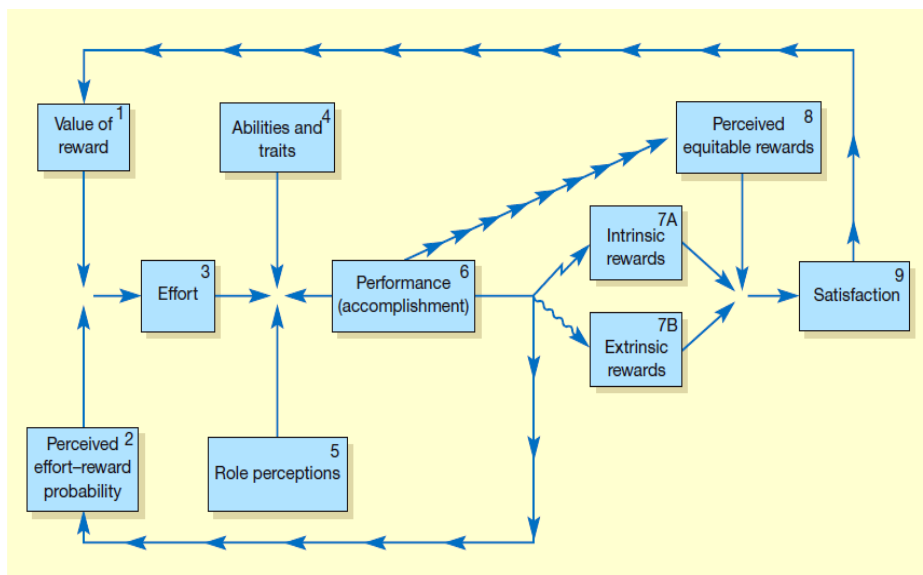 1
Value of
reward
4
Abilities and
traits
8
Perceived
equitable rewards
7A
Intrinsic
rewards
3
Effort
6
Performance
(accomplishment)
9
Satisfaction
7B
Extrinsic
rewards
2
Perceived
effort–reward
probability
5
Role perceptions